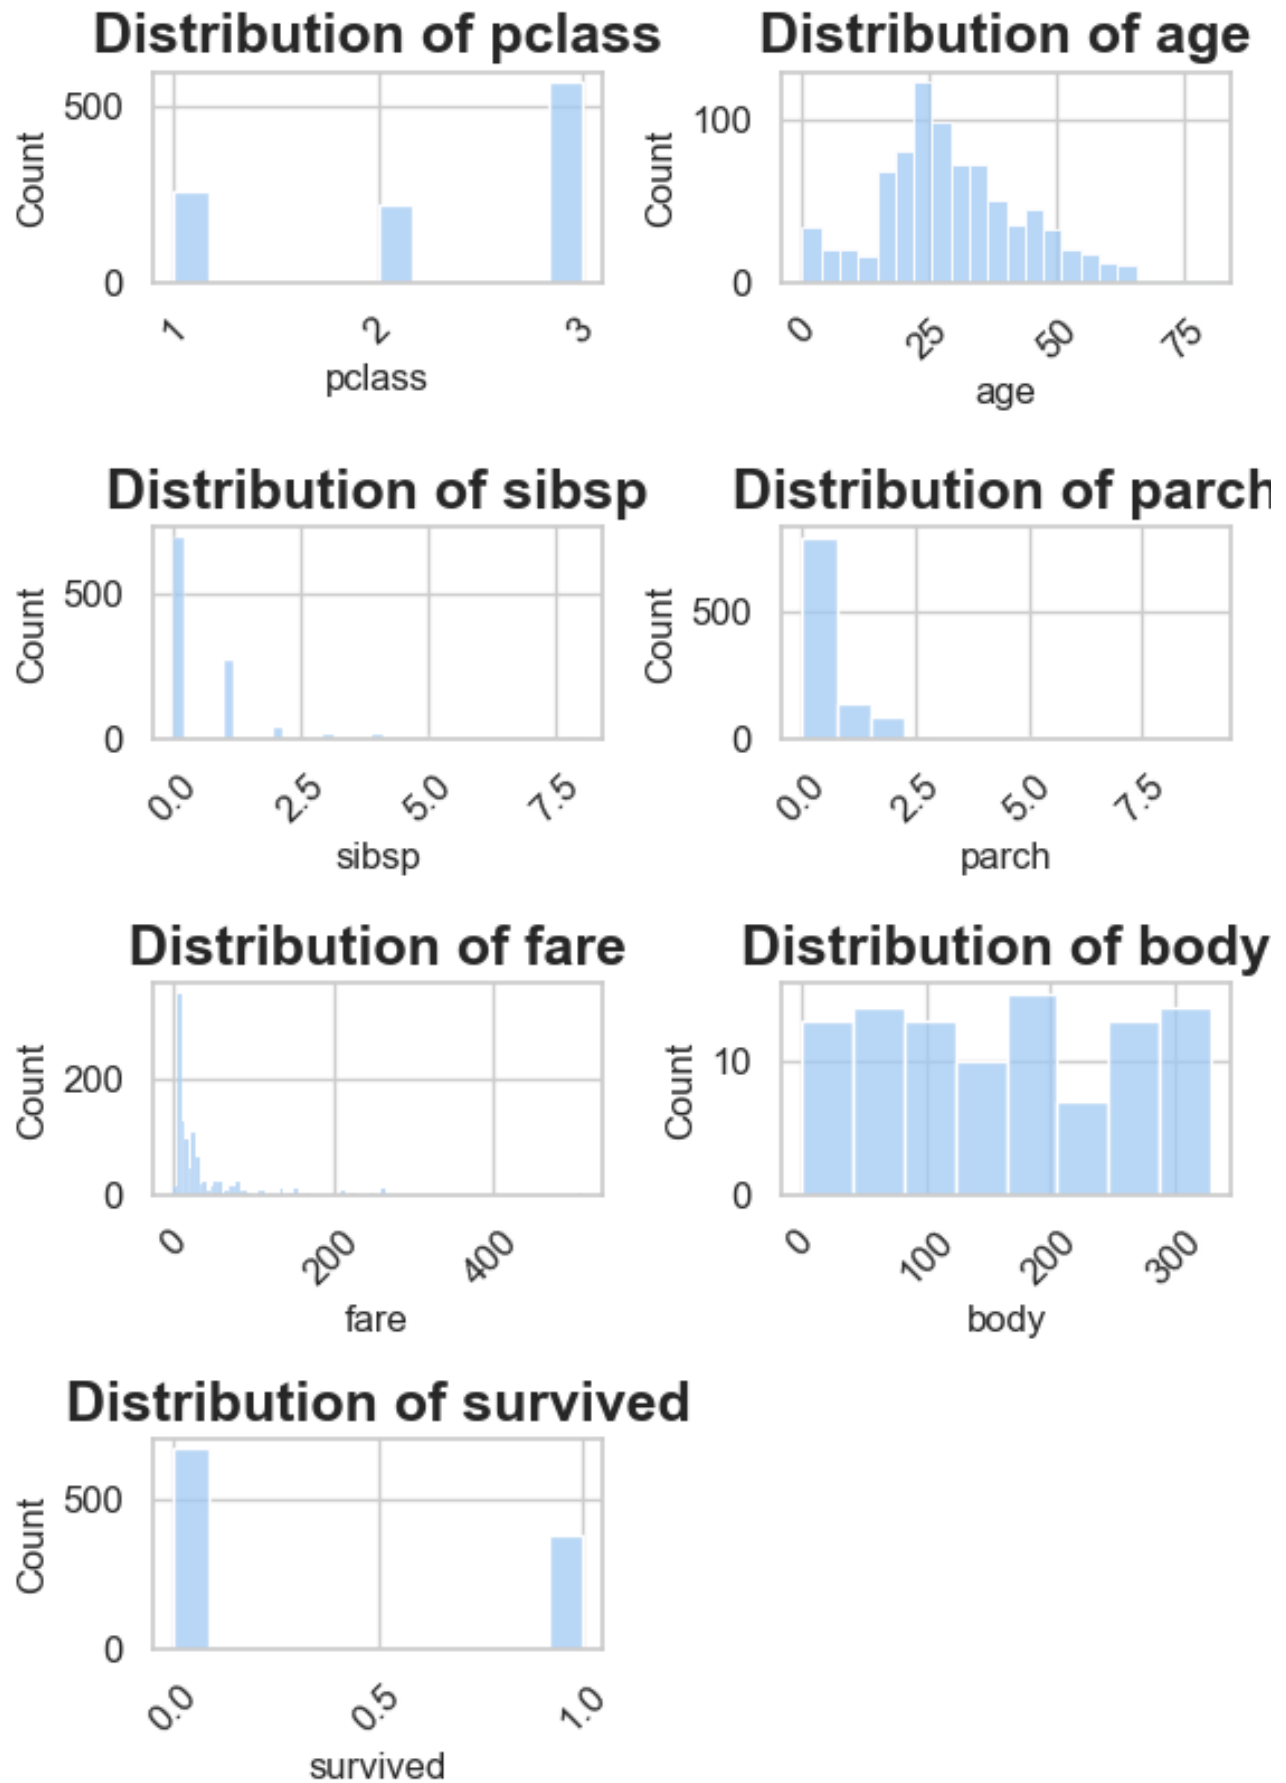 Distribution of pclass
Count
500
0
1
2
3
pclass
Distribution of age
Count
100
0
0
25
50
75
age
Distribution of sibsp
Count
500
0
0.0
2.5
5.0
7.5
sibsp
Distribution of parch
Count
500
0
0.0
2.5
5.0
7.5
parch
Distribution of fare
Count
200
0
0
200
400
fare
Distribution of body
Count
10
0
0
100
200
300
body
Distribution of survived
Count
500
0
0.0
0.5
1.0
survived